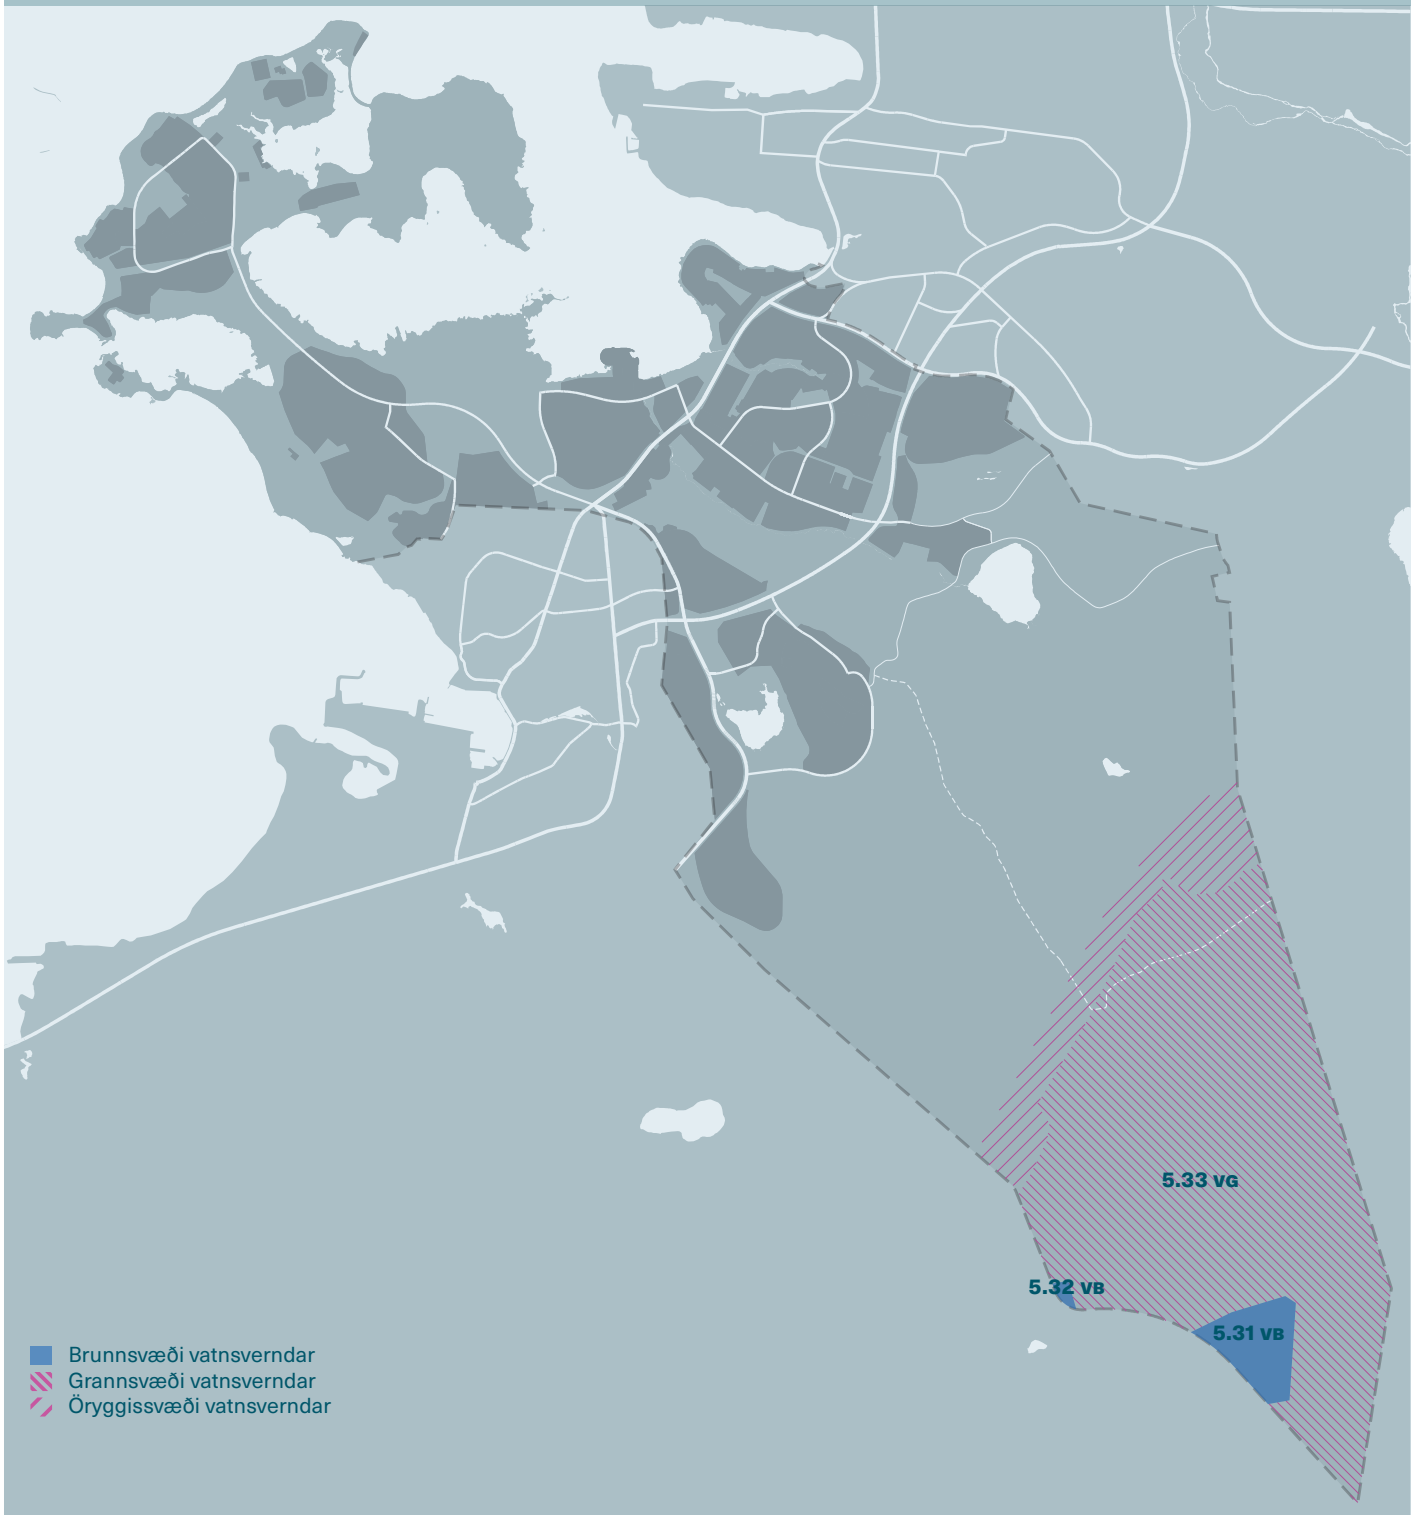 5.33 VG
5.32 VB
5.31 VB
Brunnsvæði vatnsverndar
Grannsvæði vatnsverndar
Öryggissvæði vatnsverndar